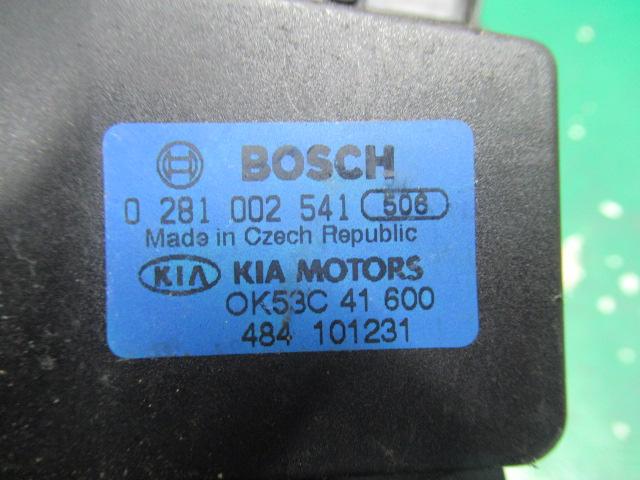 BOSCH
0 281 002 541 506
Made in Czech Republic
KIA KIA MOTORS
OK53C 41 600
484 101231